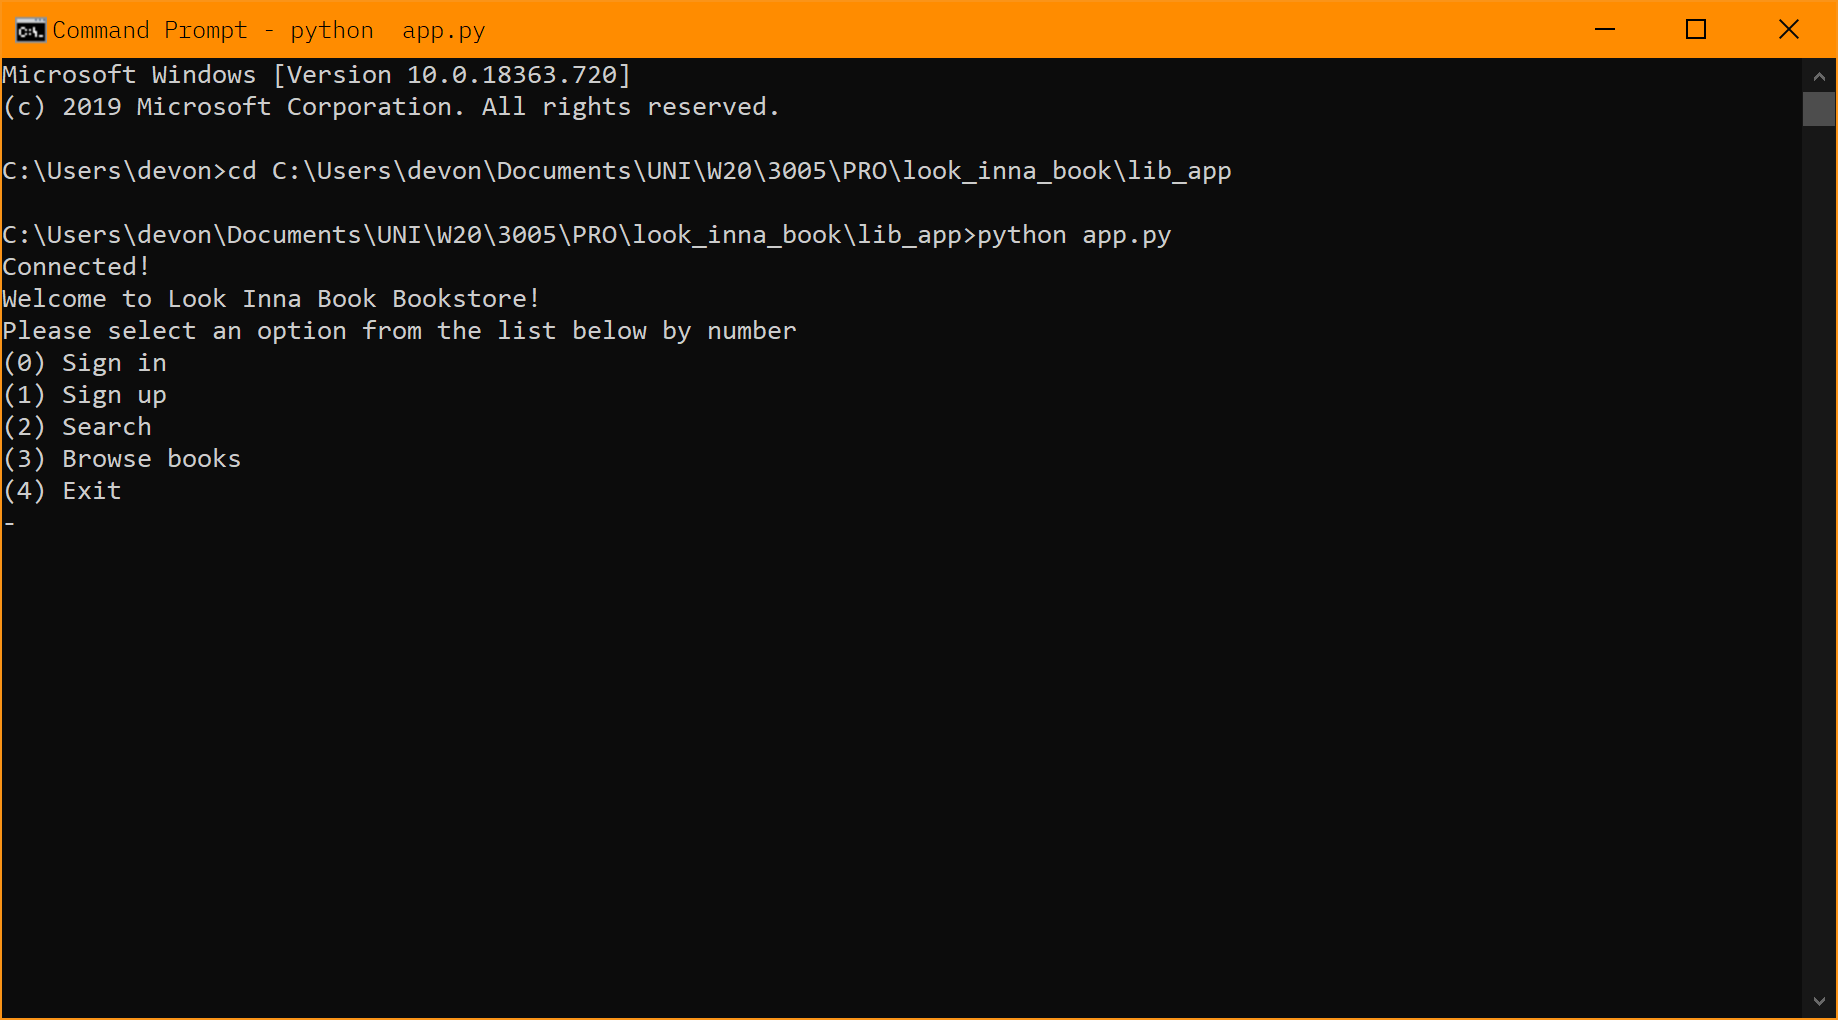 Command Prompt - python  app.py
Microsoft Windows [Version 10.0.18363.720]
(c) 2019 Microsoft Corporation. All rights reserved.
C:\Users\devon>cd C:\Users\devon\Documents\UNI\W20\3005\PRO\look_inna_book\lib_app
C:\Users\devon\Documents\UNI\W20\3005\PRO\look_inna_book\lib_app>python app.py
Connected!
Welcome to Look Inna Book Bookstore!
Please select an option from the list below by number
(0) Sign in
(1) Sign up
(2) Search
(3) Browse books
(4) Exit